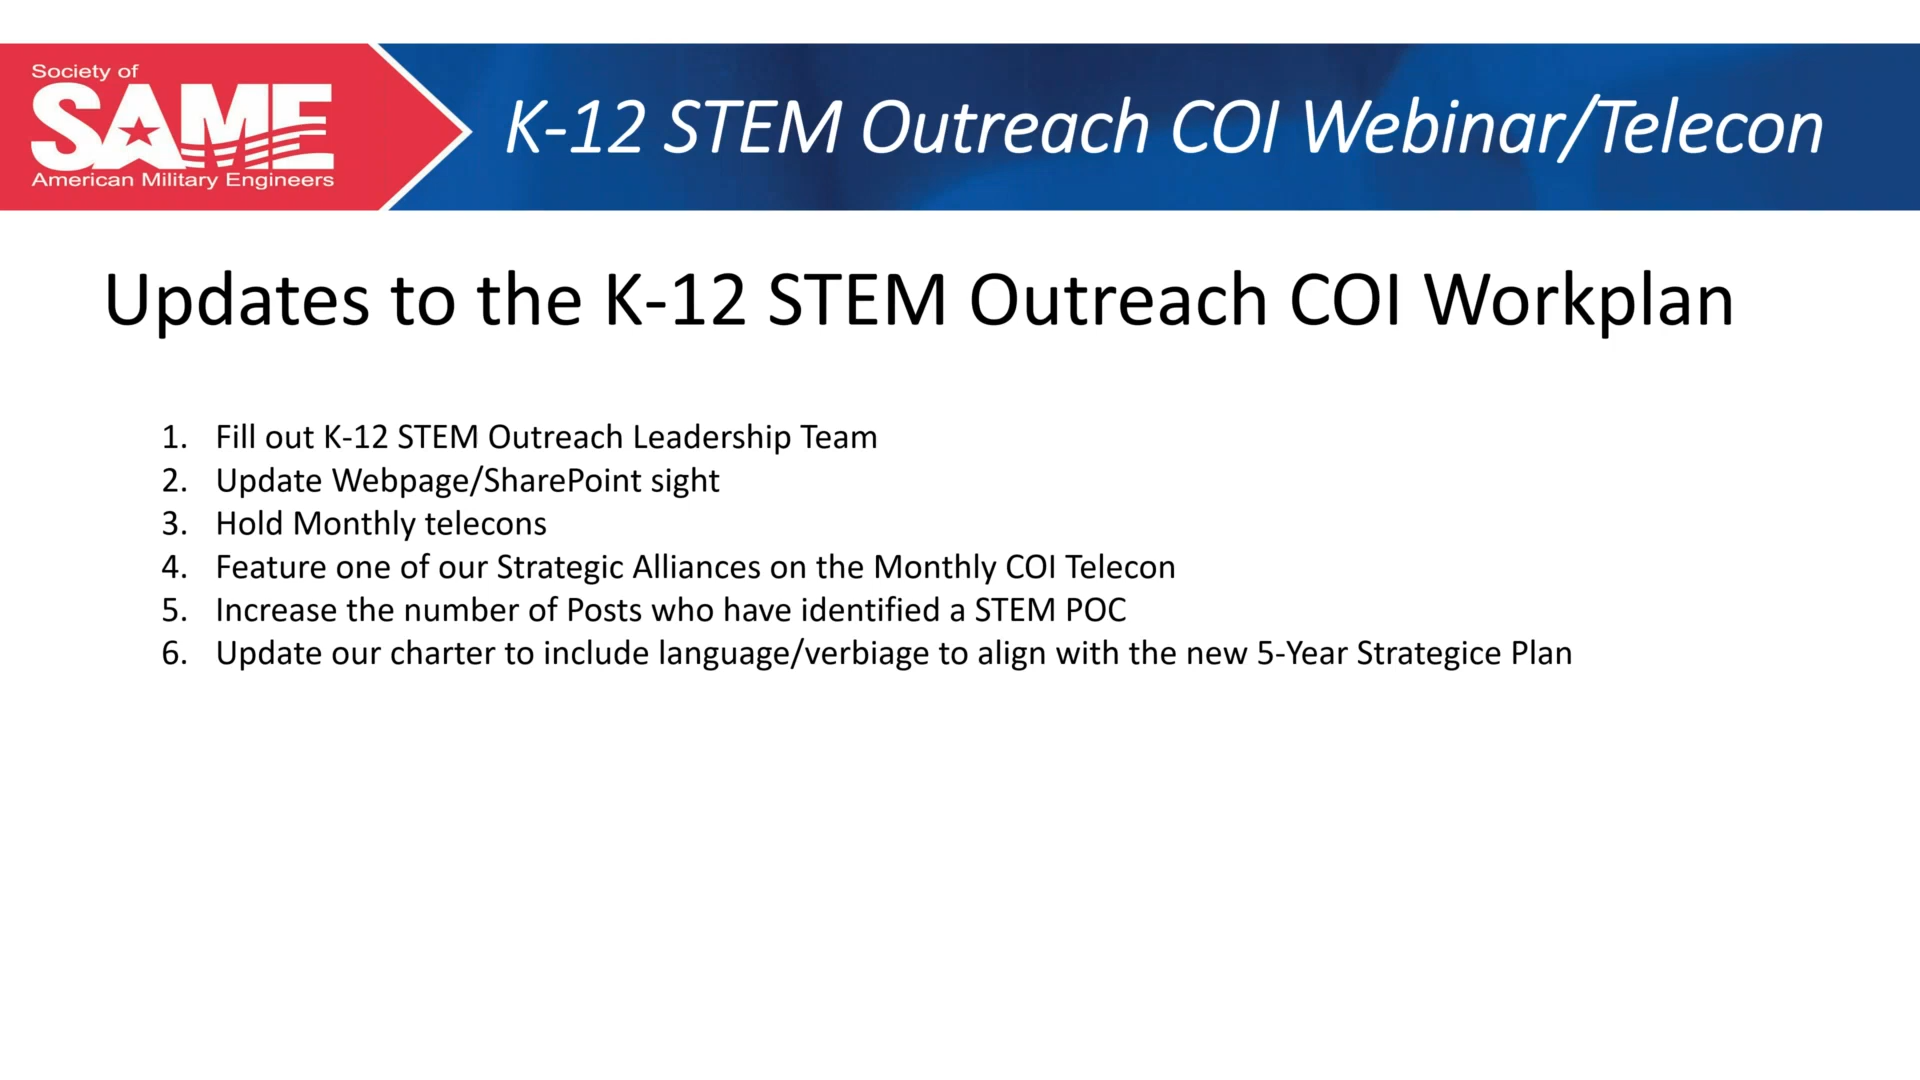 Society of
SAME
American Military Engineers
K-12 STEM Outreach COI Webinar/Telecon
Updates to the K-12 STEM Outreach COI Workplan
1. Fill out K-12 STEM Outreach Leadership Team
2. Update Webpage/SharePoint sight
3. Hold Monthly telecons
4. Feature one of our Strategic Alliances on the Monthly COI Telecon
5. Increase the number of Posts who have identified a STEM POC
6. Update our charter to include language/verbiage to align with the new 5-Year Strategice Plan